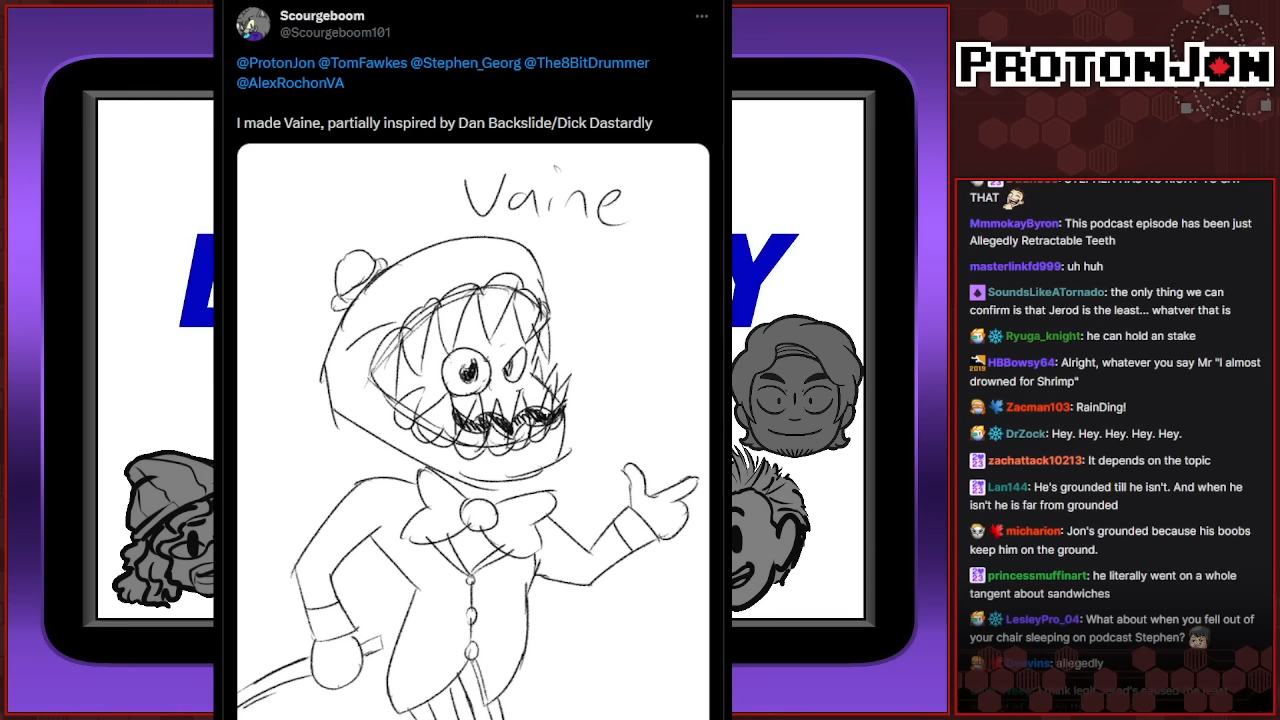 Scourgeboom
@Scourgeboom101
@ProtonJon @TomFawkes @Stephen_Georg @The8BitDrummer
@AlexRochonVA
I made Vaine, partially inspired by Dan Backslide/Dick Dastardly
Vaine
Y
PROTONJON
THAT
MmmokayByron: This podcast episode has been just
Allegedly Retractable Teeth
masterlinkfd999: uh huh
SoundsLikeATornado: the only thing we can
confirm is that Jerod is the least... whatver that is
Ryuga_knight: he can hold an stake
2019 HBBowsy64: Alright, whatever you say Mr "I almost
drowned for Shrimp"
Zacman103: RainDing!
DrZock: Hey. Hey. Hey. Hey. Hey.
zachattack10213: It depends on the topic
Lan144: He's grounded till he isn't. And when he
isn't he is far from grounded
micharion: Jon's grounded because his boobs
keep him on the ground.
princessmuffinart: he literally went on a whole
tangent about sandwiches
LesleyPro_04: What about when you fell out of
your chair sleeping on podcast Stephen?
allegedly